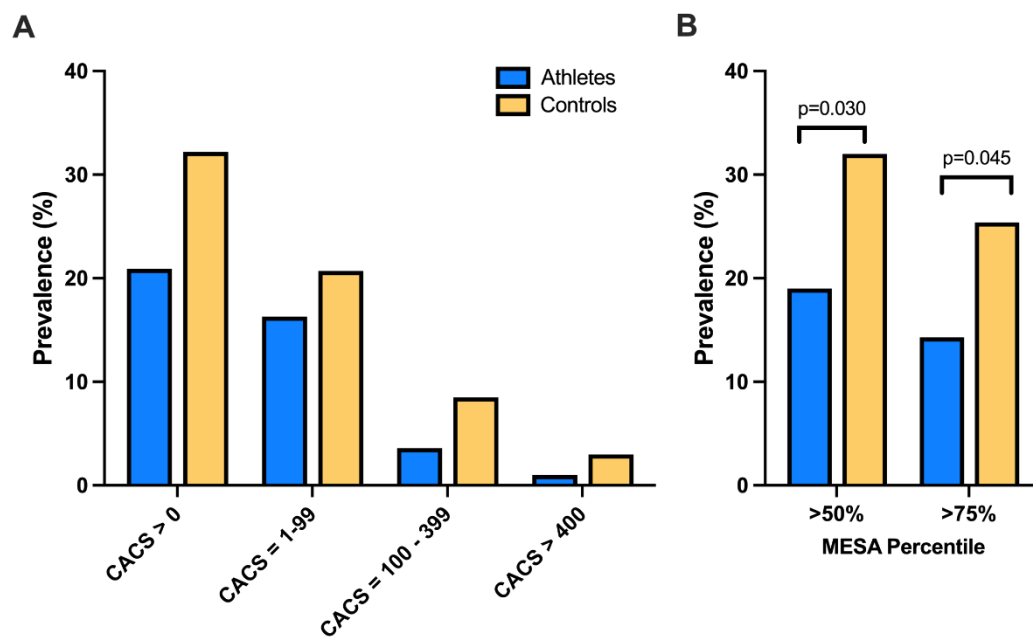 A
Prevalence (%)
40
30
20
10
0
Athletes
Controls
CACS > 0
CACS = 1-99
CACS = 100 - 399
CACS > 400
B
Prevalence (%)
40
30
20
10
0
p=0.030
p=0.045
>50%
>75%
MESA Percentile